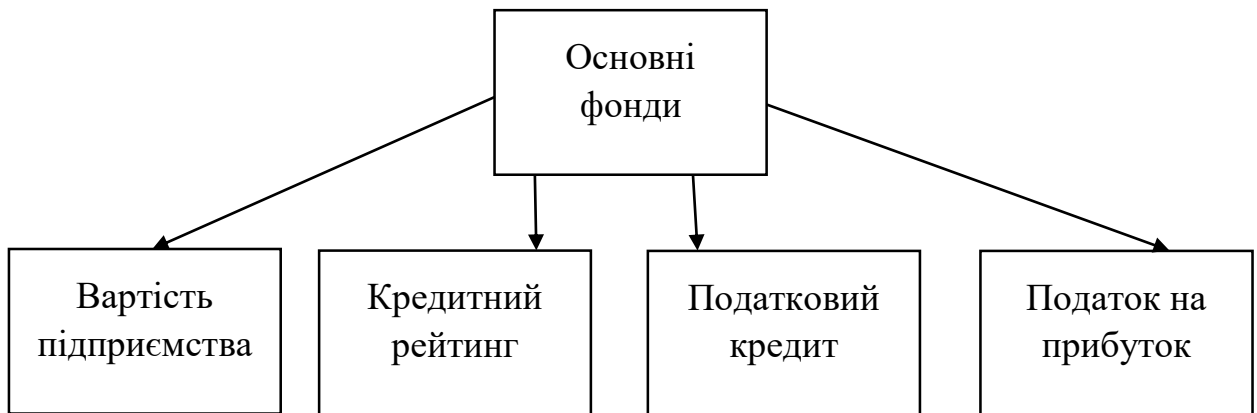 Основні
фонди
Вартість
підприємства
Кредитний
рейтинг
Податковий
кредит
Податок на
прибуток